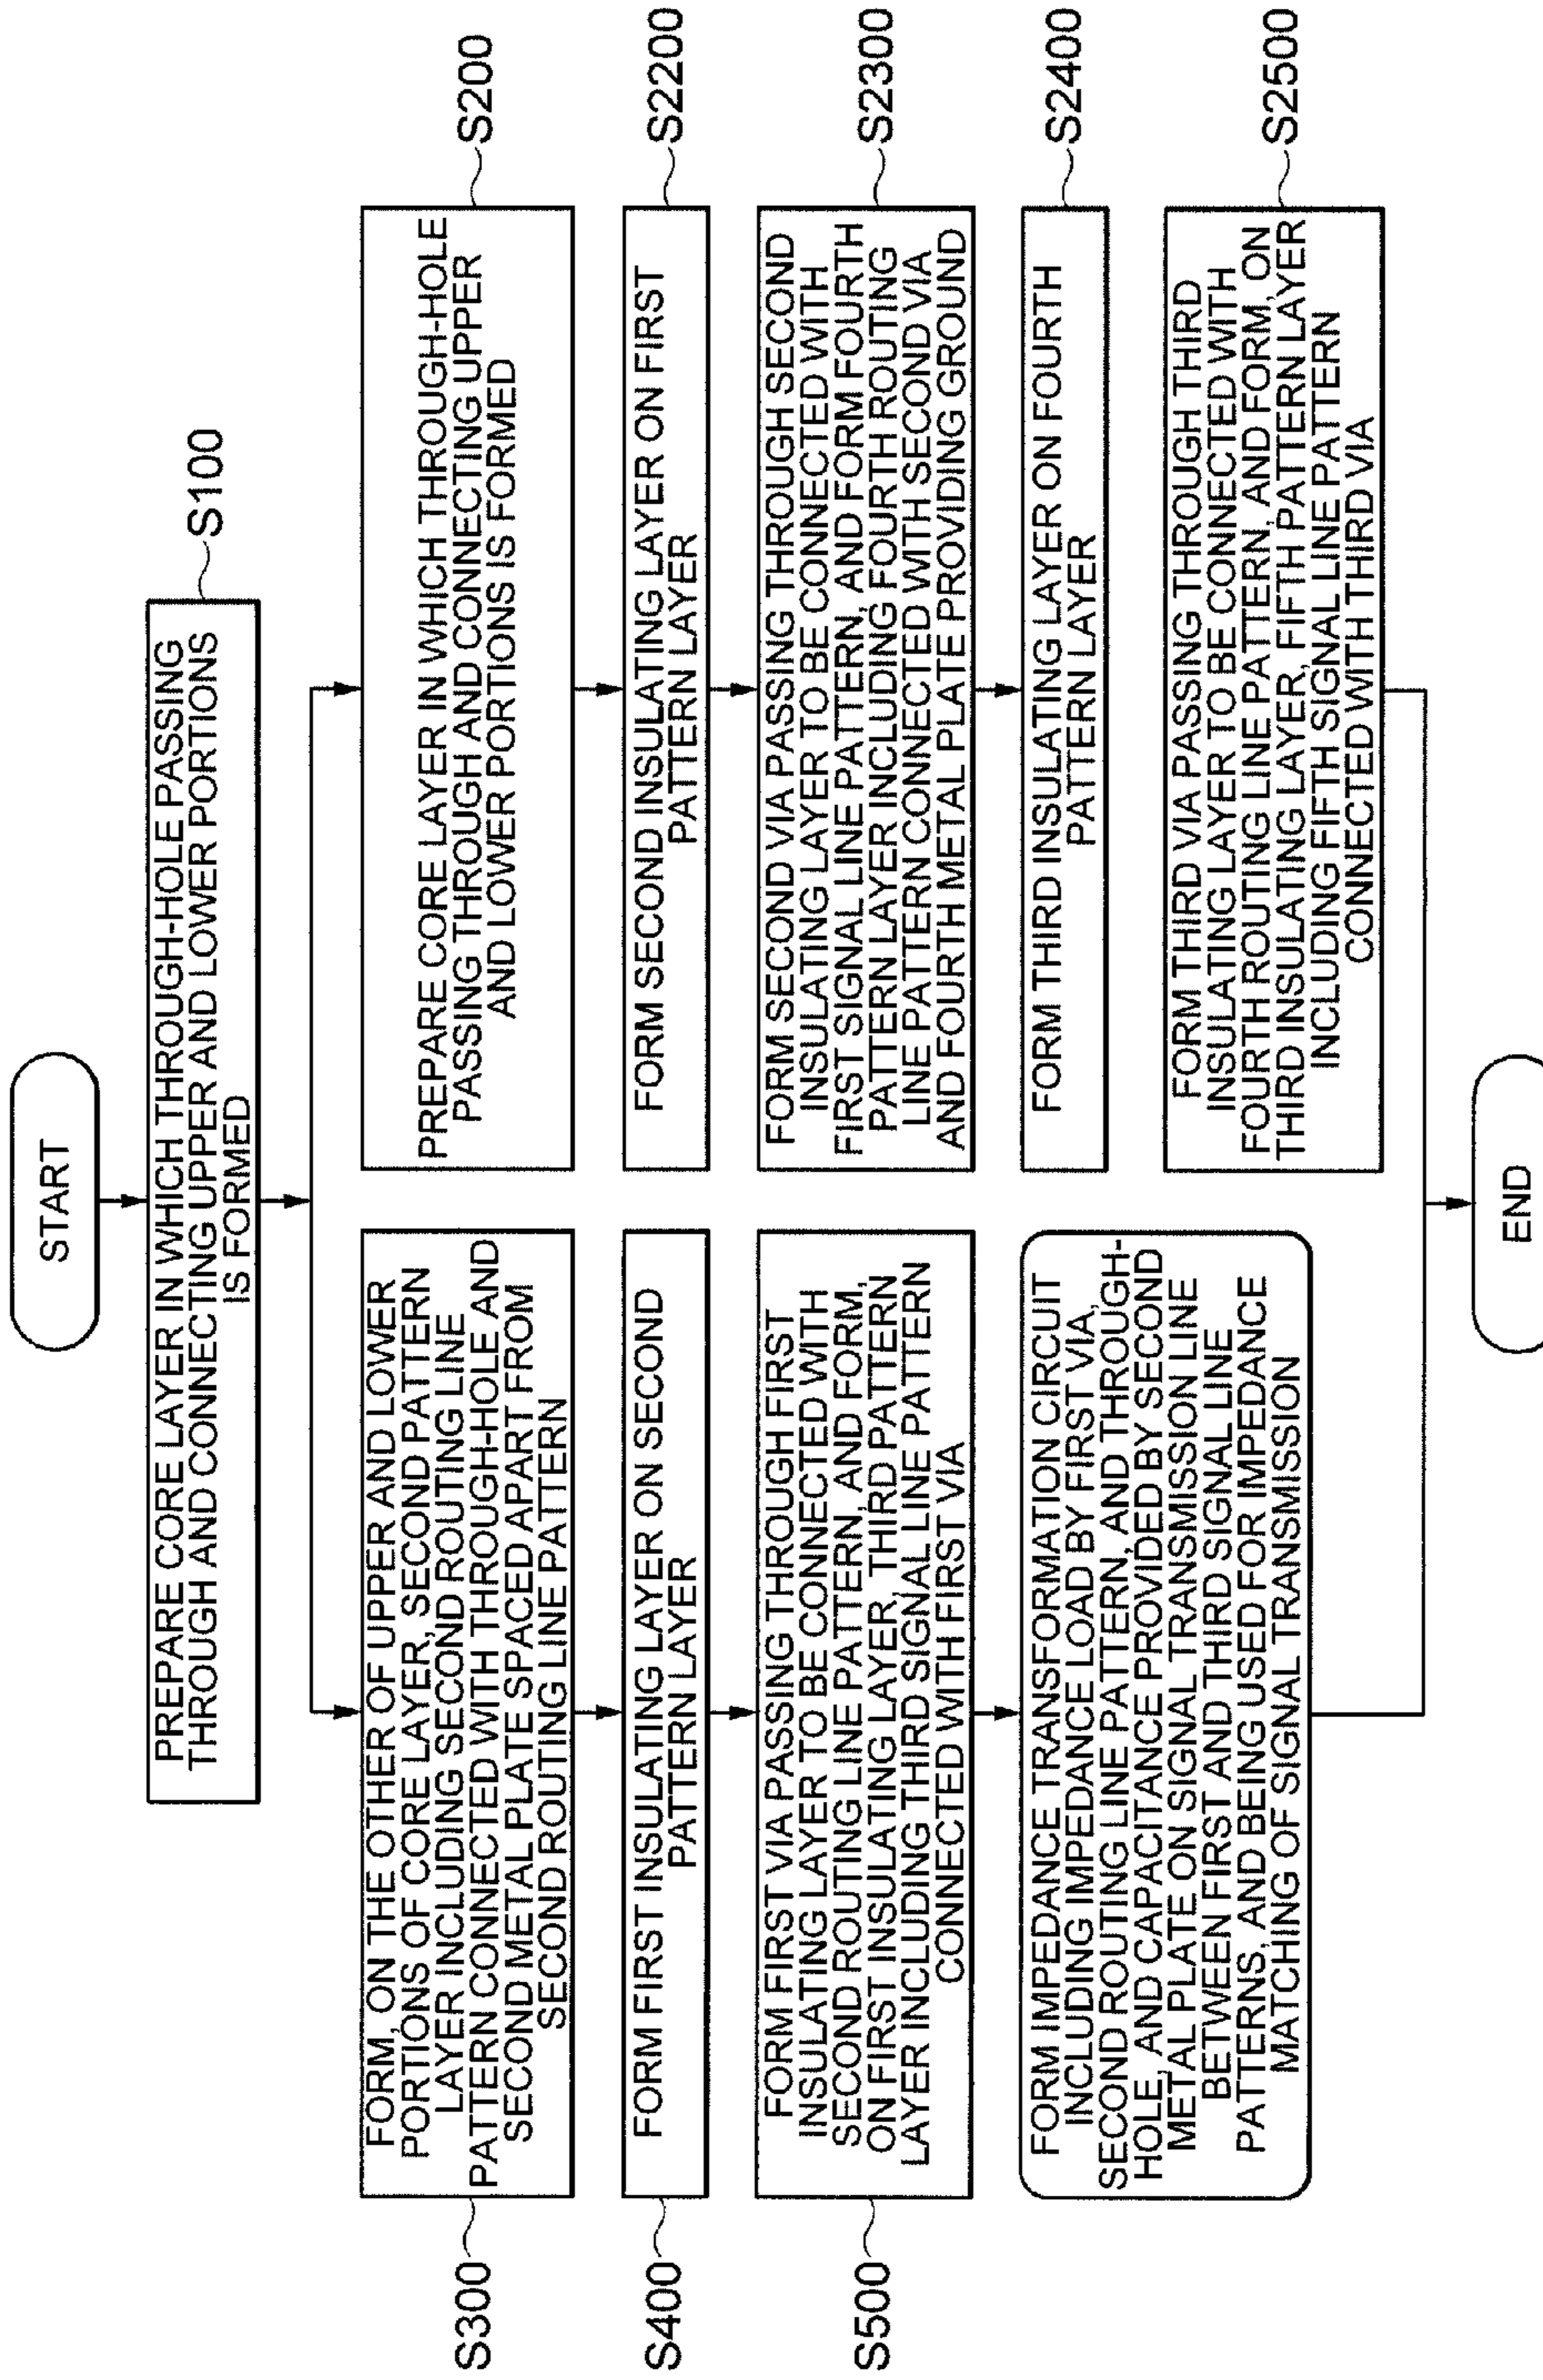 START
PREPARE CORE LAYER IN WHICH THROUGH-HOLE PASSING
THROUGH AND CONNECTING UPPER AND LOWER PORTIONS
IS FORMED
S100
FORM, ON THE OTHER OF UPPER AND LOWER
PORTIONS OF CORE LAYER, SECOND PATTERN
LAYER INCLUDING SECOND ROUTING LINE
PATTERN CONNECTED WITH THROUGH-HOLE AND
SECOND METAL PLATE SPACED APART FROM
SECOND ROUTING LINE PATTERN
S300
FORM FIRST INSULATING LAYER ON SECOND
PATTERN LAYER
S400
FORM FIRST VIA PASSING THROUGH FIRST
INSULATING LAYER TO BE CONNECTED WITH
SECOND ROUTING LINE PATTERN, AND FORM,
ON FIRST INSULATING LAYER, THIRD PATTERN
LAYER INCLUDING THIRD SIGNAL LINE PATTERN
CONNECTED WITH FIRST VIA
S500
FORM IMPEDANCE TRANSFORMATION CIRCUIT
INCLUDING IMPEDANCE LOAD BY FIRST VIA,
SECOND ROUTING LINE PATTERN, AND THROUGH-
HOLE, AND CAPACITANCE PROVIDED BY SECOND
METAL PLATE ON SIGNAL TRANSMISSION LINE
BETWEEN FIRST AND THIRD SIGNAL LINE
PATTERNS, AND BEING USED FOR IMPEDANCE
MATCHING OF SIGNAL TRANSMISSION
PREPARE CORE LAYER IN WHICH THROUGH-HOLE
PASSING THROUGH AND CONNECTING UPPER
AND LOWER PORTIONS IS FORMED
S200
FORM SECOND INSULATING LAYER ON FIRST
PATTERN LAYER
S2200
FORM SECOND VIA PASSING THROUGH SECOND
INSULATING LAYER TO BE CONNECTED WITH
FIRST SIGNAL LINE PATTERN, AND FORM FOURTH
PATTERN LAYER INCLUDING FOURTH ROUTING
LINE PATTERN CONNECTED WITH SECOND VIA
AND FOURTH METAL PLATE PROVIDING GROUND
S2300
FORM THIRD INSULATING LAYER ON FOURTH
PATTERN LAYER
S2400
FORM THIRD VIA PASSING THROUGH THIRD
INSULATING LAYER TO BE CONNECTED WITH
FOURTH ROUTING LINE PATTERN, AND FORM, ON
THIRD INSULATING LAYER, FIFTH PATTERN LAYER
INCLUDING FIFTH SIGNAL LINE PATTERN
CONNECTED WITH THIRD VIA
S2500
END